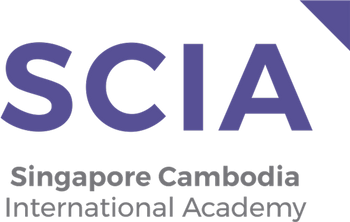 SCIA
Singapore Cambodia
International Academy